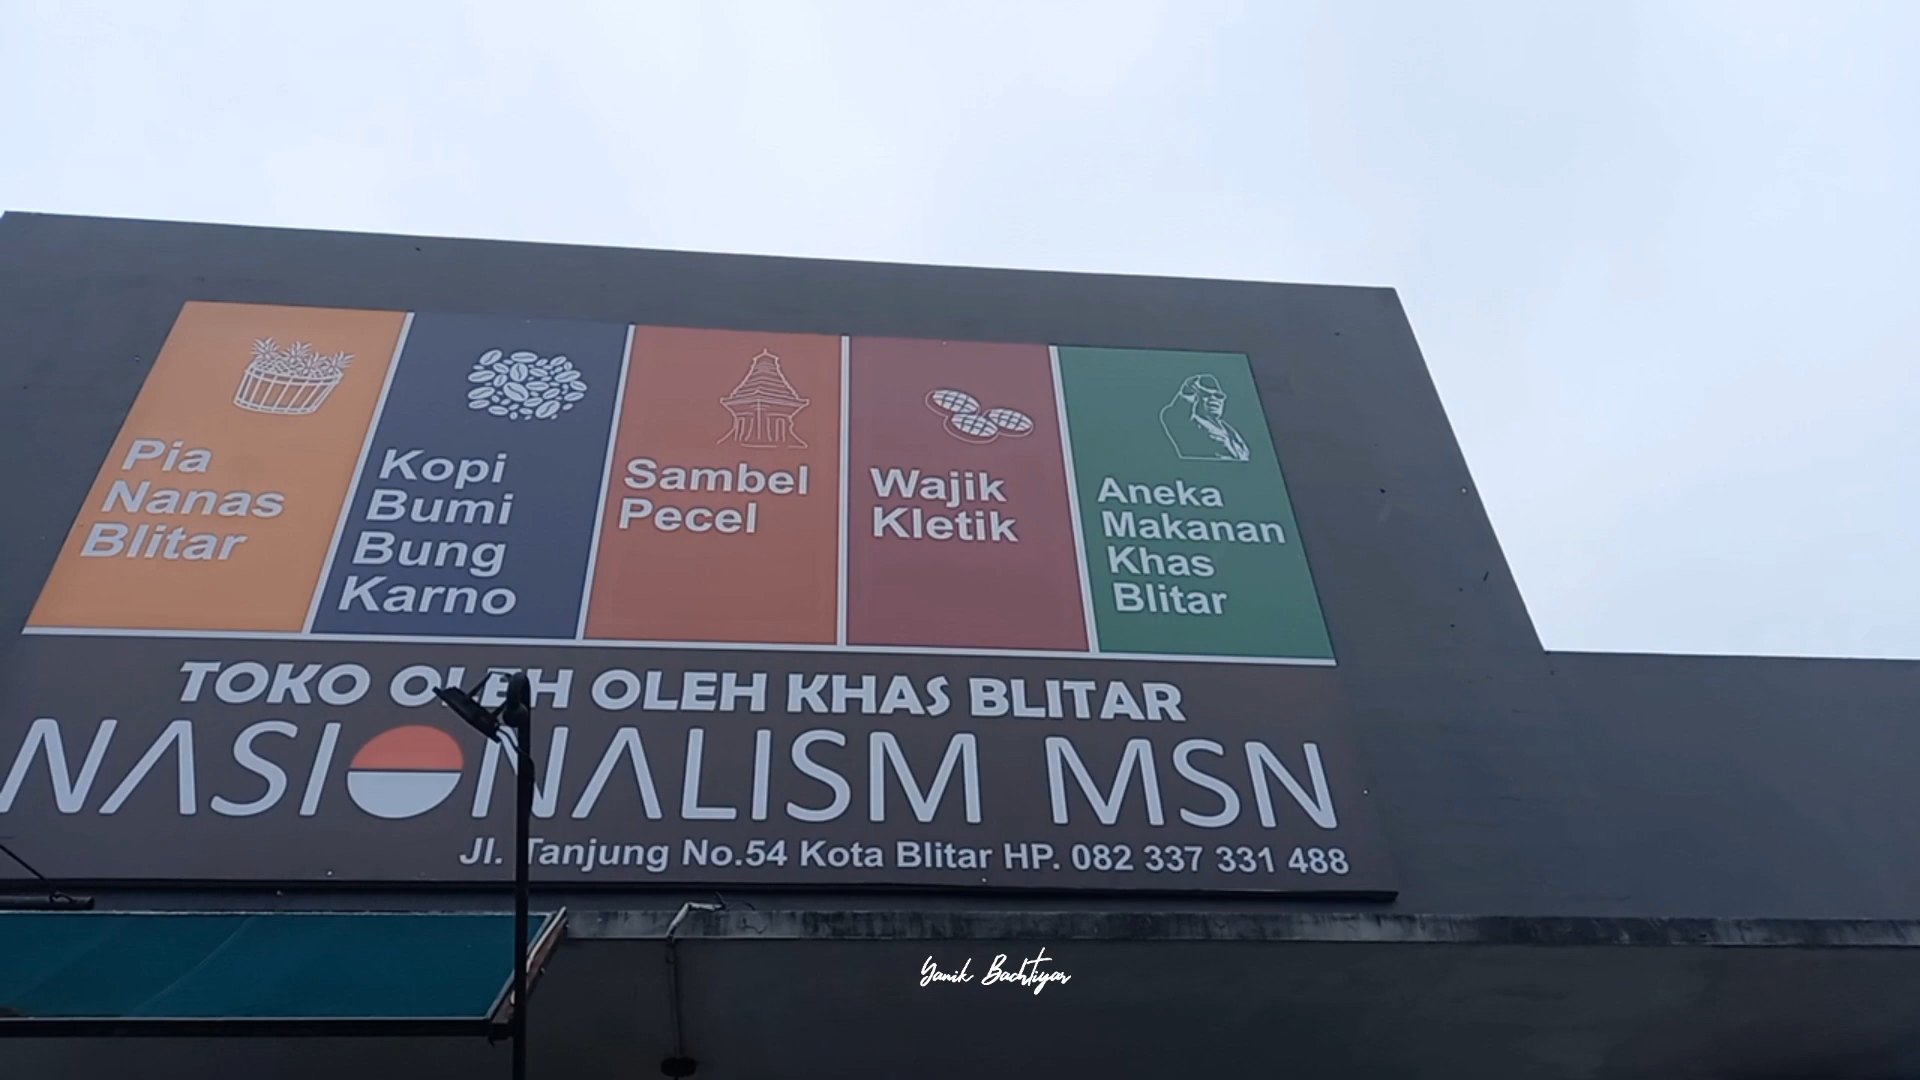 Pia
Nanas
Blitar
Kopi
Bumi
Bung
Karno
Sambel
Pecel
Wajik
Kletik
Aneka
Makanan
Khas
Blitar
TOKO OLEH OLEH KHAS BLITAR
NASIONALISM MSN
Jl. Tanjung No.54 Kota Blitar HP. 082 337 331 488
Yanik Bachtiyar